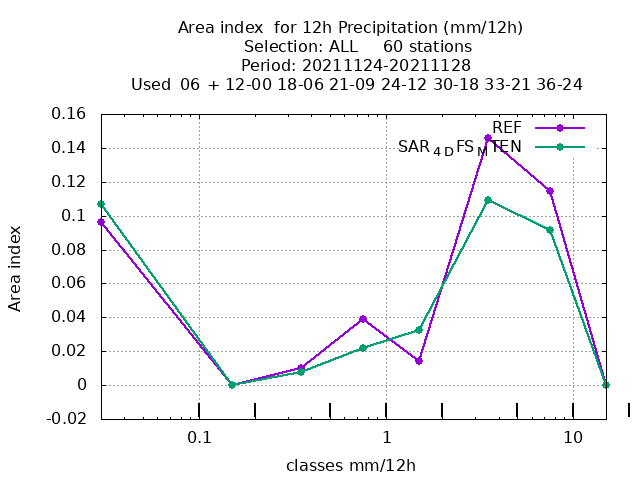 Area index  for 12h Precipitation (mm/12h)
Selection: ALL     60 stations
Period: 20211124-20211128
Used  06 + 12-00 18-06 21-09 24-12 30-18 33-21 36-24
0.16
0.14
0.12
0.1
0.08
0.06
0.04
0.02
0
-0.02
Area index
REF
SAR4DFSMTEN
0.1
1
10
classes mm/12h